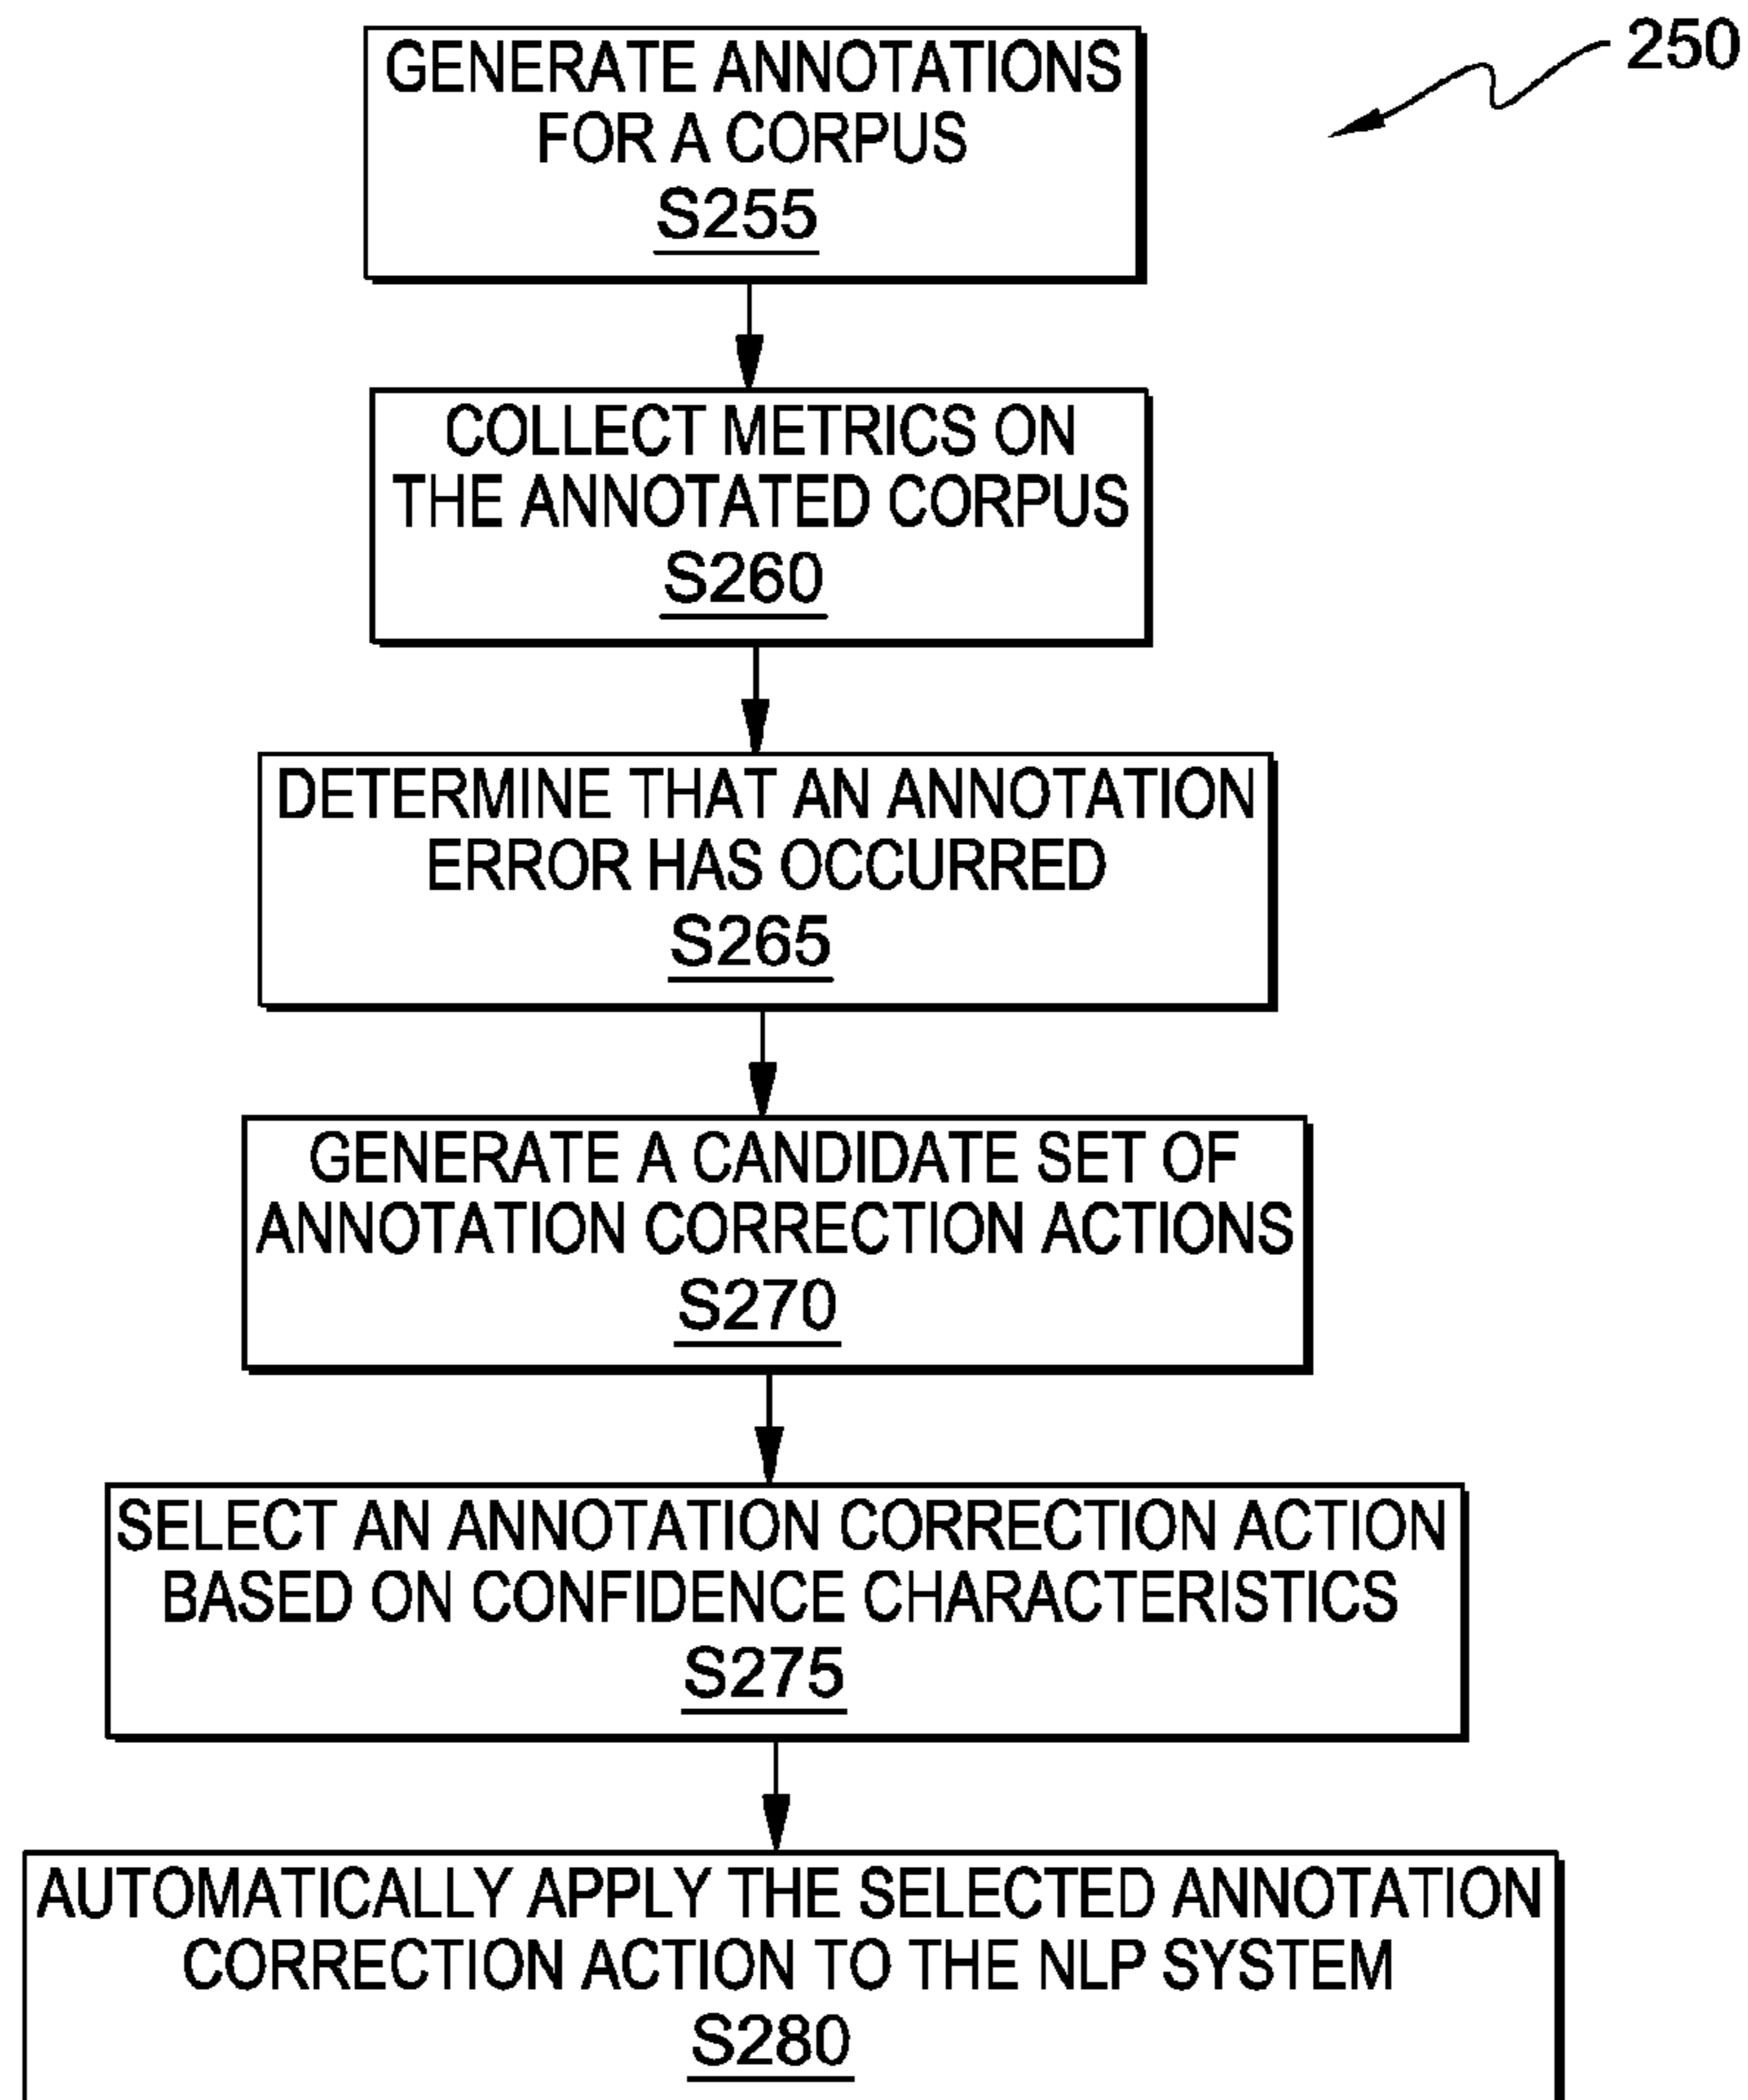 250
GENERATE ANNOTATIONS
FOR A CORPUS
S255
COLLECT METRICS ON
THE ANNOTATED CORPUS
S260
DETERMINE THAT AN ANNOTATION
ERROR HAS OCCURRED
S265
GENERATE A CANDIDATE SET OF
ANNOTATION CORRECTION ACTIONS
S270
SELECT AN ANNOTATION CORRECTION ACTION
BASED ON CONFIDENCE CHARACTERISTICS
S275
AUTOMATICALLY APPLY THE SELECTED ANNOTATION
CORRECTION ACTION TO THE NLP SYSTEM
S280